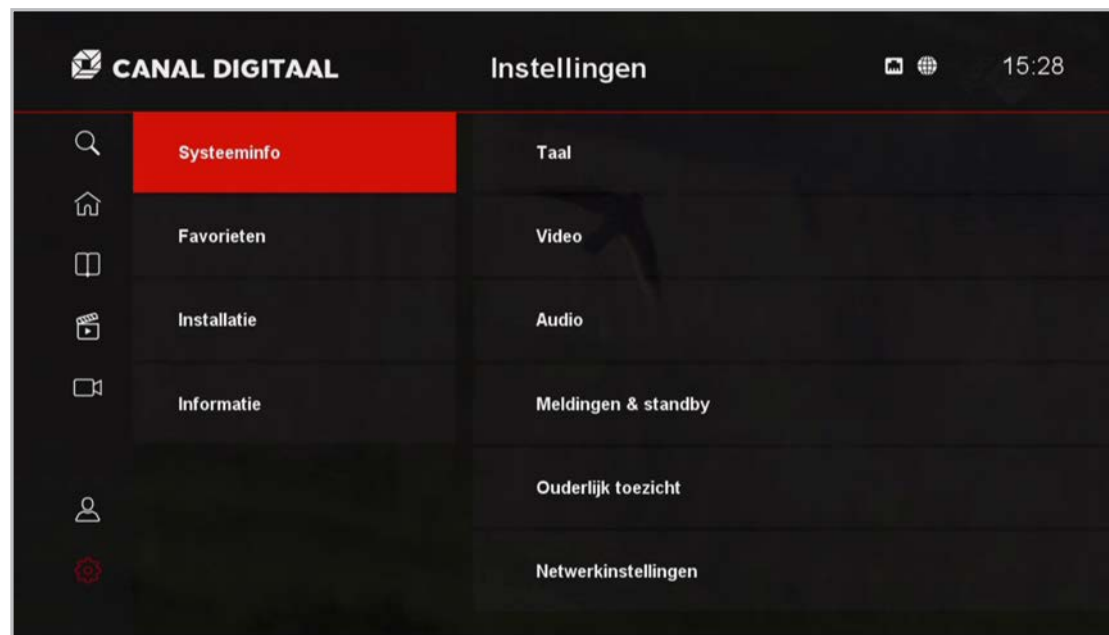 CANAL DIGITAAL
Instellingen
15:28
Systeeminfo
Favorieten
Installatie
Informatie
Taal
Video
Audio
Meldingen & standby
Ouderlijk toezicht
Netwerkinstellingen